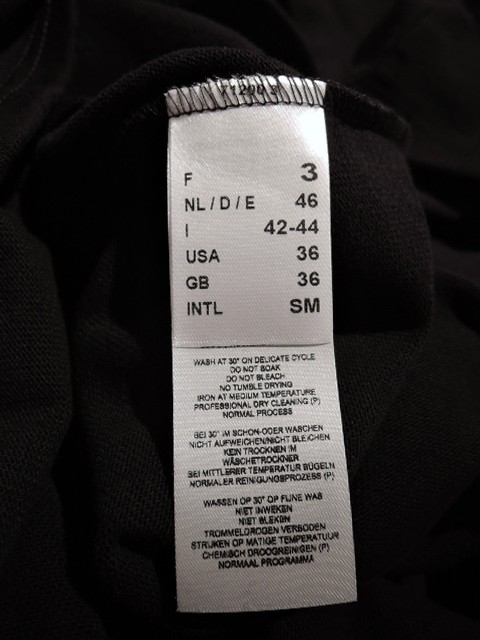 F 3
NL / D / E 46
I 42-44
USA 36
GB 36
INTL SM
WASH AT 30° ON DELICATE CYCLE
DO NOT SOAK
DO NOT BLEACH
NO TUMBLE DRYING
IRON AT MEDIUM TEMPERATURE
PROFESSIONAL DRY CLEANING (P)
NORMAL PROCESS
BEI 30° IM SCHON-ODER WASCHEN
NICHT AUFWEICHEN/NICHT BLEICHEN
KEIN TROCKNEN IM
WÄSCHETROCKNER
BEI MITTLERER TEMPERATUR BÜGELN
NORMALER REINIGUNGSPROZESS (P)
WASSEN OP 30° OP FIJNE WAS
NIET INWEKEN
NIET BLEKEN
TROMMELDROGEN VERBODEN
STRIJKEN OP MATIGE TEMPERATUUR
CHEMISCH DROOGREINIGEN (P)
NORMAAL PROGRAMMA